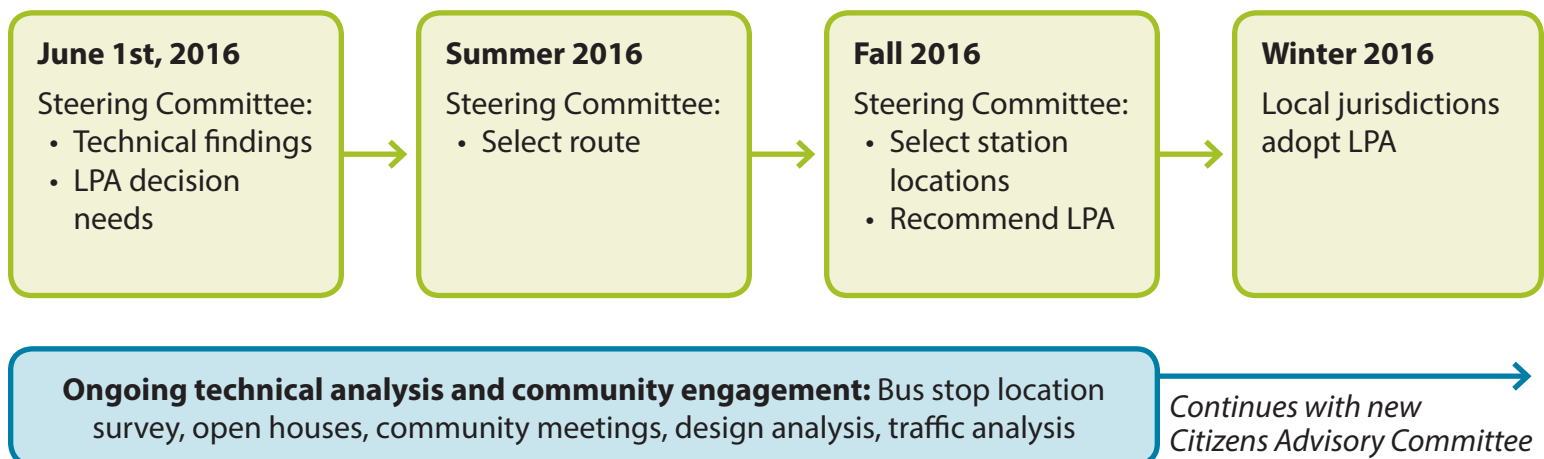 June 1st, 2016
Steering Committee:
• Technical findings
• LPA decision
needs
Summer 2016
Steering Committee:
• Select route
Fall 2016
Steering Committee:
• Select station
locations
• Recommend LPA
Winter 2016
Local jurisdictions
adopt LPA
Ongoing technical analysis and community engagement: Bus stop location
survey, open houses, community meetings, design analysis, traffic analysis
Continues with new
Citizens Advisory Committee